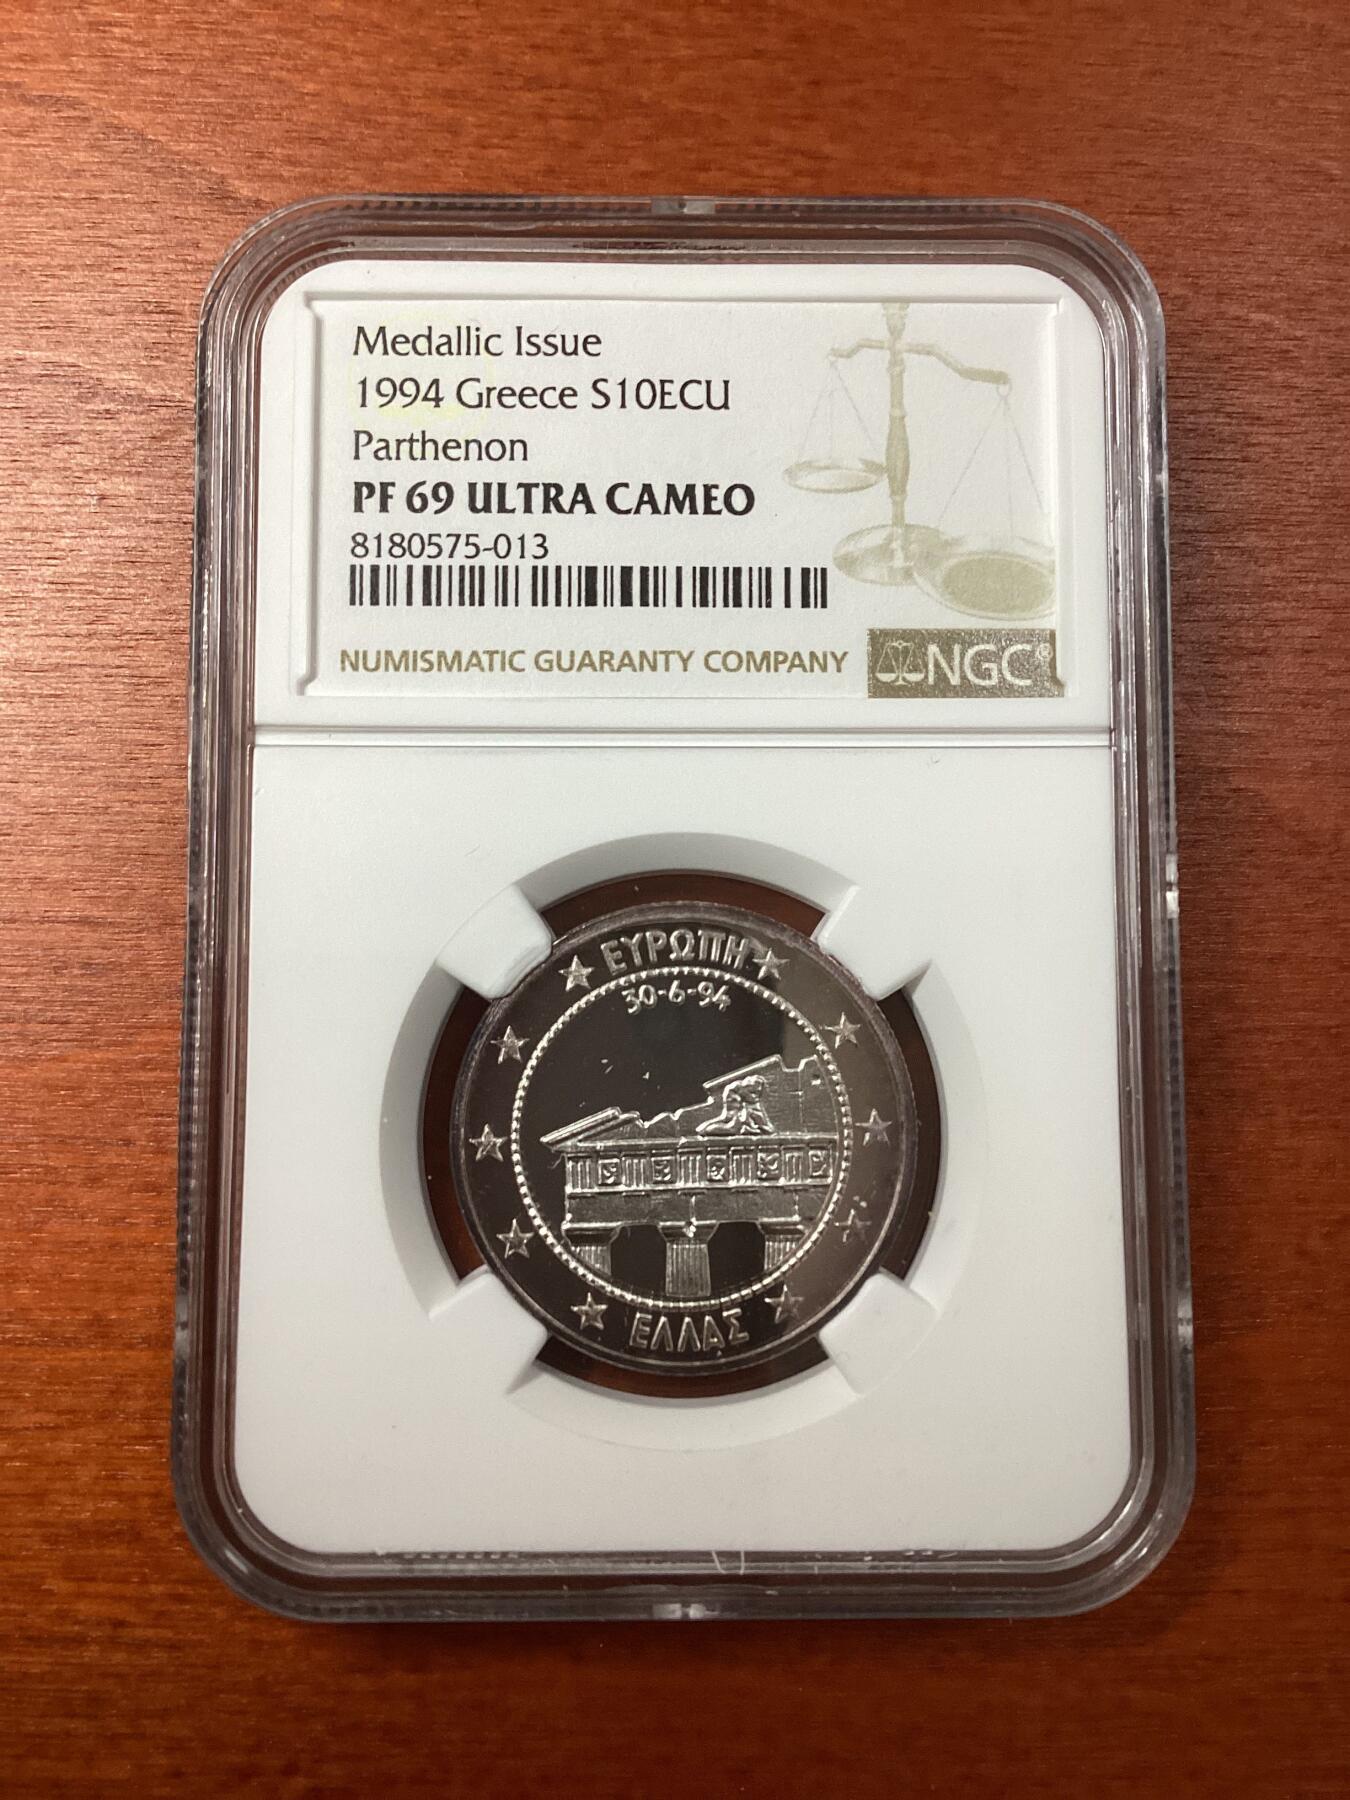 Medallic Issue
1994 Greece S10ECU
Parthenon
PF 69 ULTRA CAMEO
8180575-013
NUMISMATIC GUARANTY COMPANY
NGC®
ΕΥΡΩΠΗ
30-6-94
ΕΛΛΑΣ